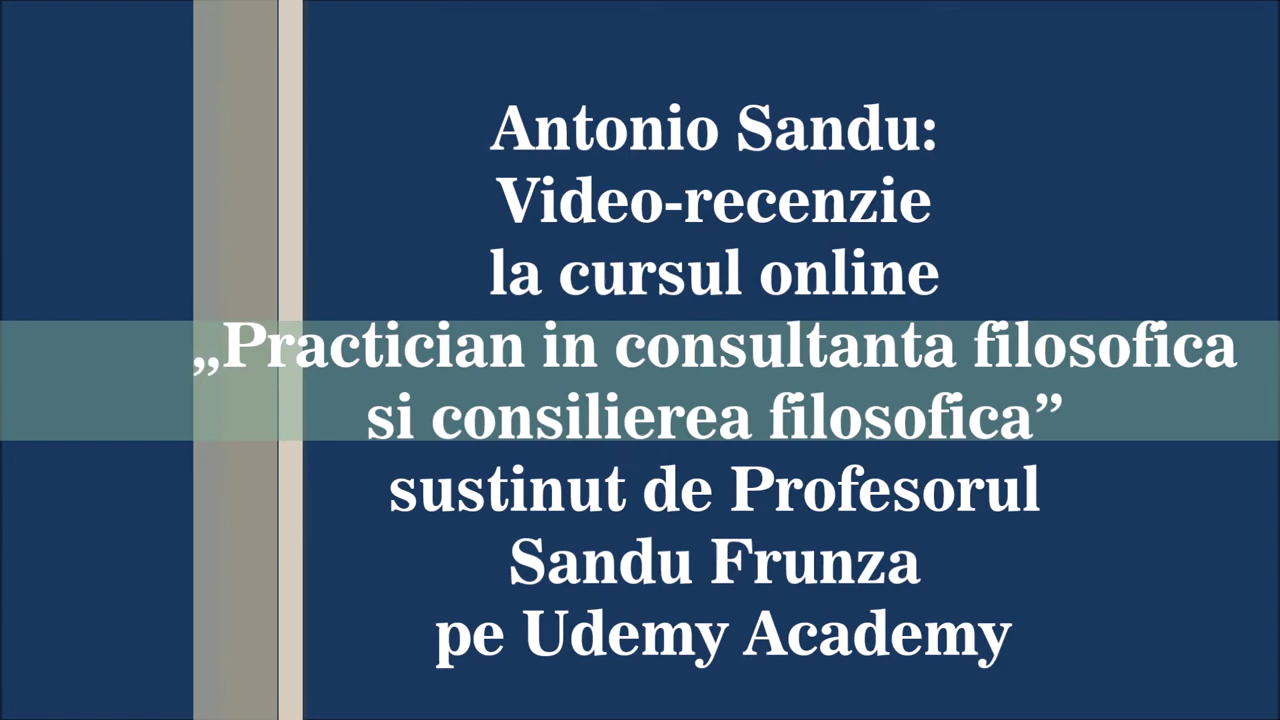 Antonio Sandu:
Video-recenzie
la cursul online
„Practician in consultanta filosofica
si consilierea filosofica”
sustinut de Profesorul
Sandu Frunza
pe Udemy Academy